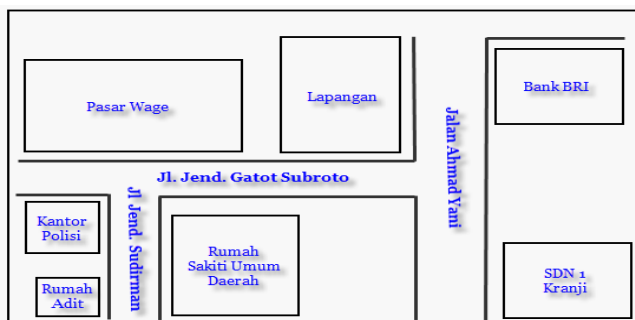 Pasar Wage
Lapangan
Bank BRI
Jalan Ahmad Yani
Jl. Jend. Gatot Subroto
Kantor
Polisi
Jl Jend. Sudirman
Rumah
Sakiti Umum
Daerah
SDN 1
Kranji
Rumah
Adit